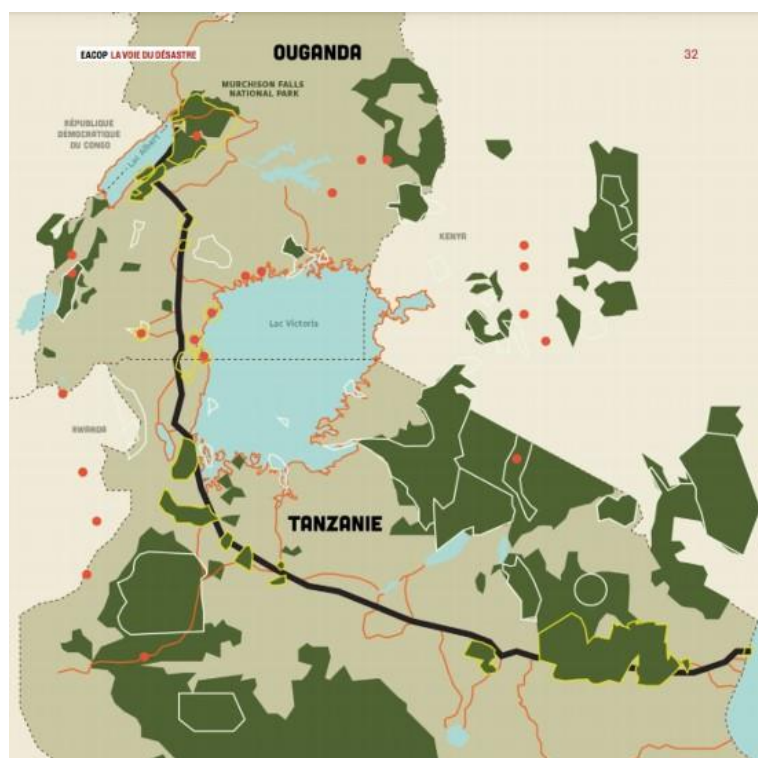 EACOP LA VOIE DU DÉSASTRE
OUGANDA
32
MURCHISON FALLS
NATIONAL PARK
RÉPUBLIQUE
DÉMOCRATIQUE
DU CONGO
Lac Albert
KENYA
Lac Victoria
RWANDA
TANZANIE